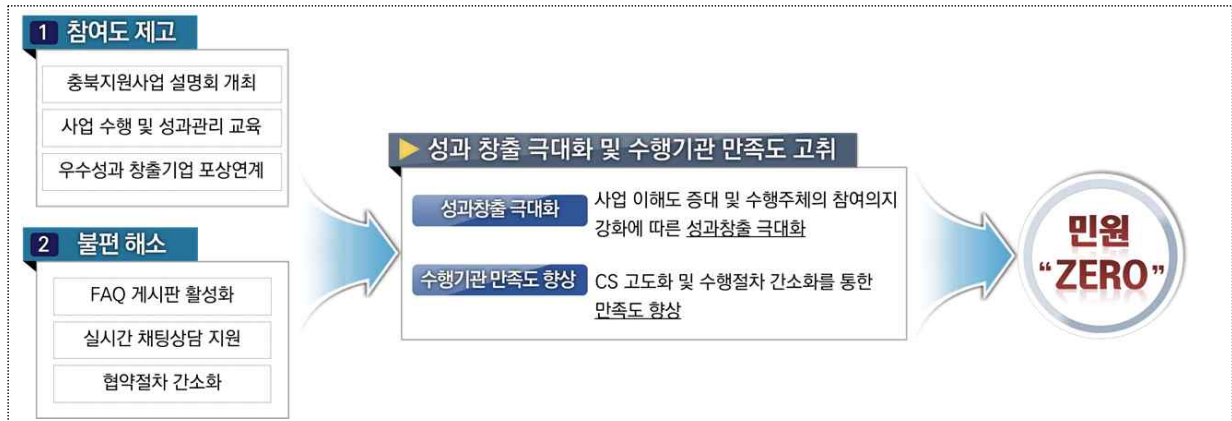 1 참여도 제고
충북지원사업 설명회 개최
사업 수행 및 성과관리 교육
우수성과 창출기업 포상연계
2 불편 해소
FAQ 게시판 활성화
실시간 채팅상담 지원
협약절차 간소화
성과 창출 극대화 및 수행기관 만족도 고취
성과창출 극대화
사업 이해도 증대 및 수행주체의 참여의지
강화에 따른 성과창출 극대화
수행기관 만족도 향상
CS 고도화 및 수행절차 간소화를 통한
만족도 향상
민원
“ZERO”